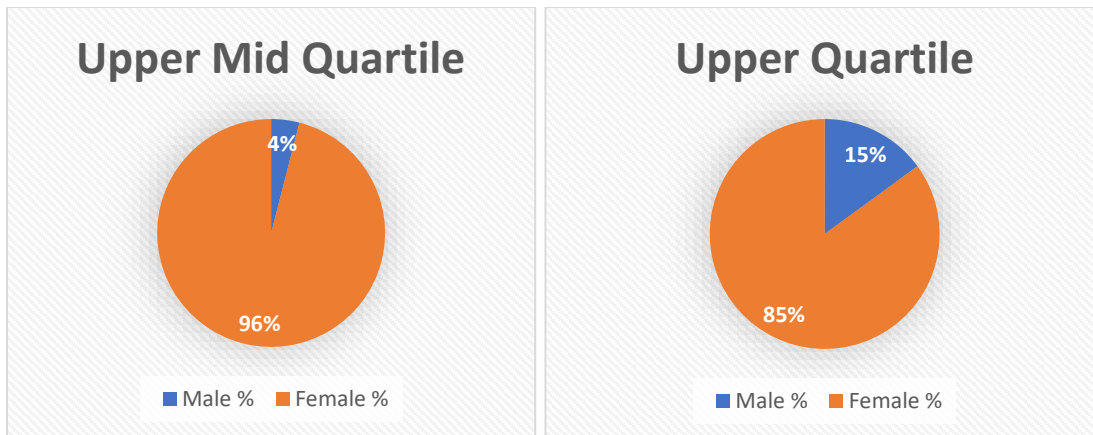 Upper Mid Quartile
4%
96%
Male % Female %
Upper Quartile
15%
85%
Male % Female %